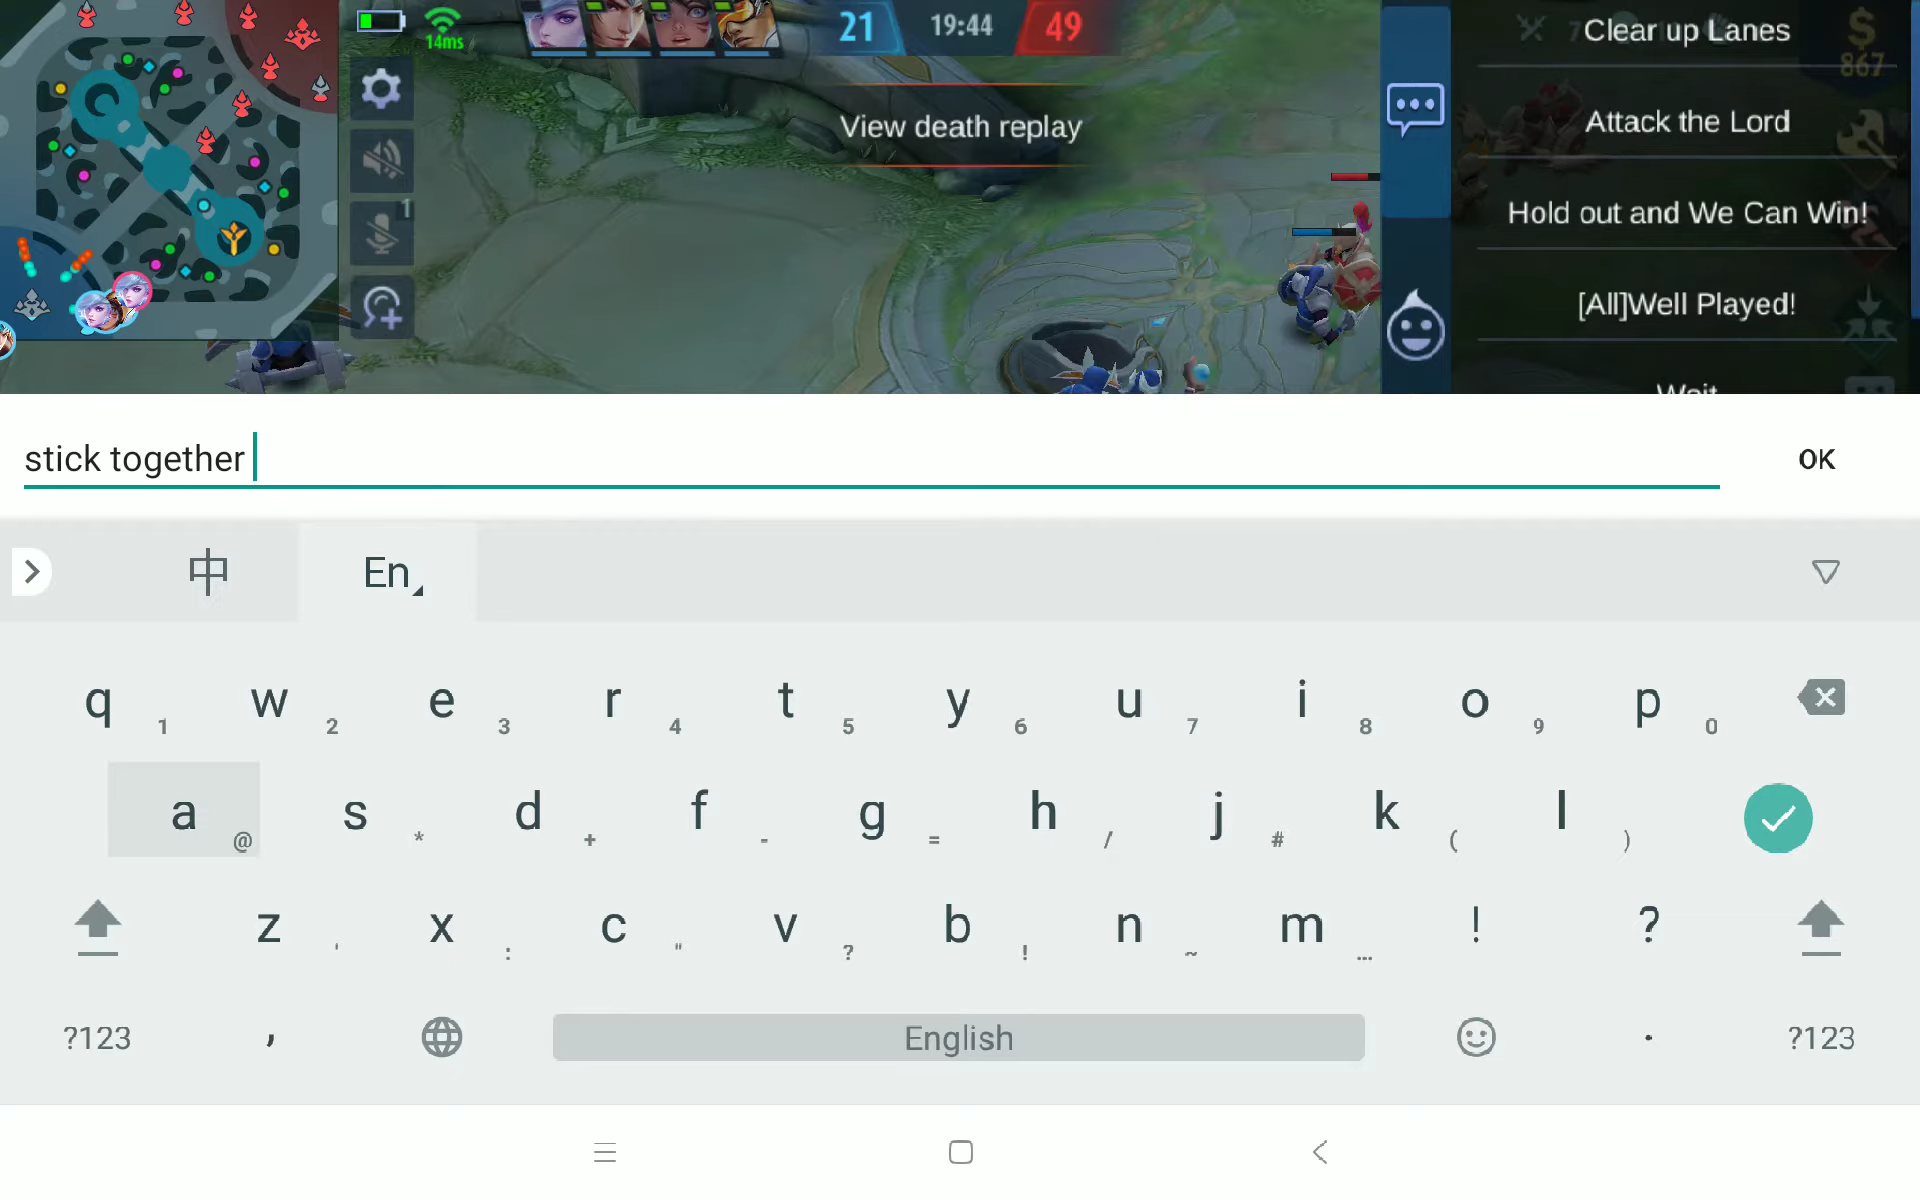 14ms
21 19:44 49
View death replay
1
Clear up Lanes
867
Attack the Lord
Hold out and We Can Win!
[All]Well Played!
Wait
stick together
OK
中 En
q 1 w 2 e 3 r 4 t 5 y 6 u 7 i 8 o 9 p 0
a @ s * d + f - g = h / j # k ( l )
z ' x : c " v ? b ! n ~ m … ! ?
?123 , English . ?123